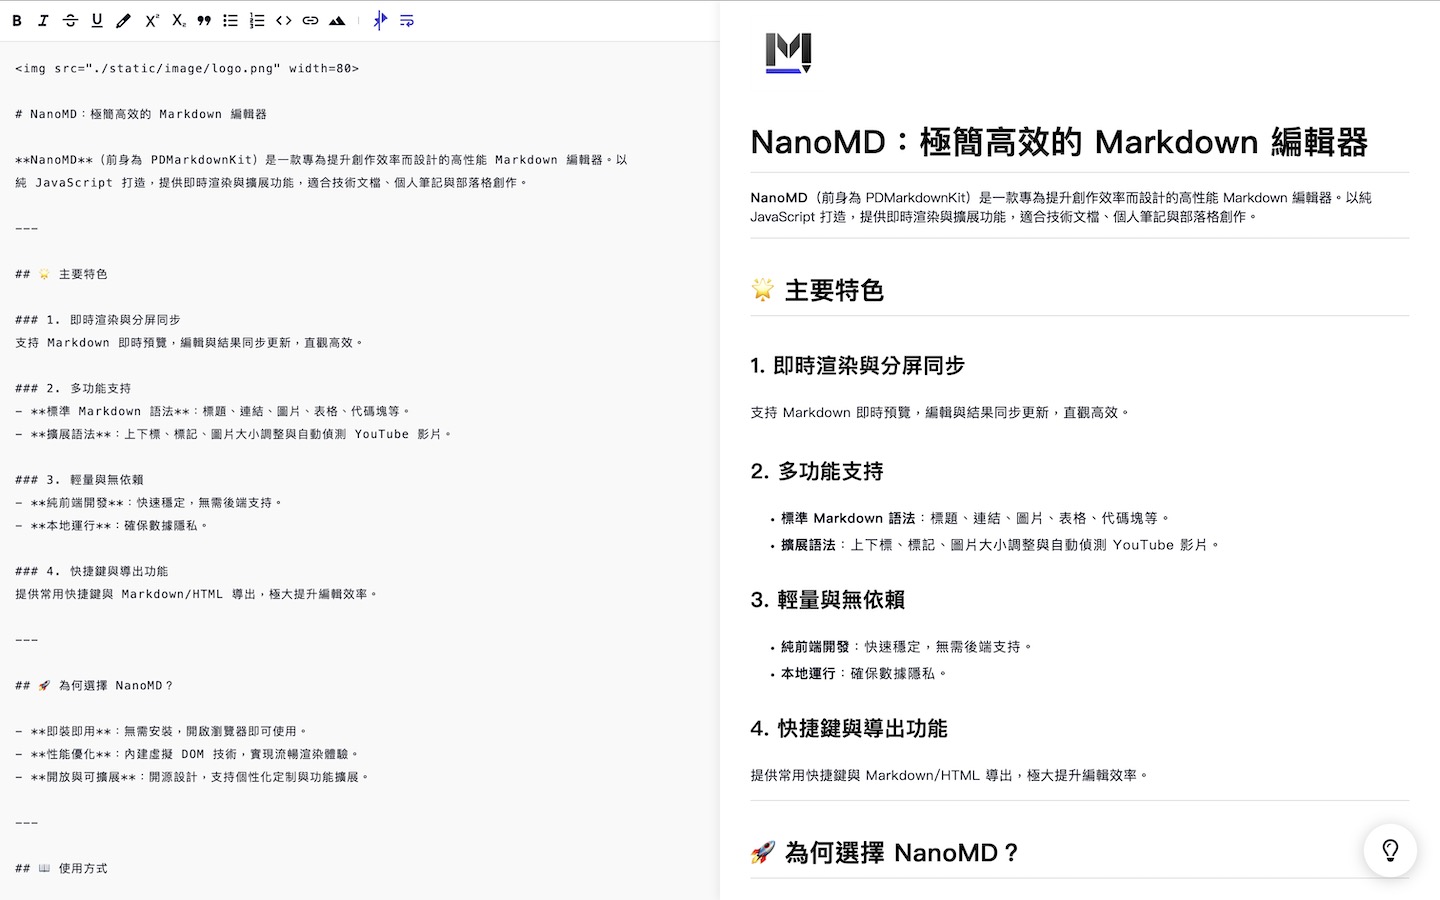 B I S U X² X₂
<img src="./static/image/logo.png" width=80>
# NanoMD：極簡高效的 Markdown 編輯器
**NanoMD**（前身為 PDMarkdownKit）是一款專為提升創作效率而設計的高性能 Markdown 編輯器。以
純 JavaScript 打造，提供即時渲染與擴展功能，適合技術文檔、個人筆記與部落格創作。
---
## 🌟 主要特色
### 1. 即時渲染與分屏同步
支持 Markdown 即時預覽，編輯與結果同步更新，直觀高效。
### 2. 多功能支持
- **標準 Markdown 語法**：標題、連結、圖片、表格、代碼塊等。
- **擴展語法**：上下標、標記、圖片大小調整與自動偵測 YouTube 影片。
### 3. 輕量與無依賴
- **純前端開發**：快速穩定，無需後端支持。
- **本地運行**：確保數據隱私。
### 4. 快捷鍵與導出功能
提供常用快捷鍵與 Markdown/HTML 導出，極大提升編輯效率。
---
## 🚀 為何選擇 NanoMD？
- **即裝即用**：無需安裝，開啟瀏覽器即可使用。
- **性能優化**：內建虛擬 DOM 技術，實現流暢渲染體驗。
- **開放與可擴展**：開源設計，支持個性化定制與功能擴展。
---
## 📖 使用方式
M
NanoMD：極簡高效的 Markdown 編輯器
NanoMD（前身為 PDMarkdownKit）是一款專為提升創作效率而設計的高性能 Markdown 編輯器。以純
JavaScript 打造，提供即時渲染與擴展功能，適合技術文檔、個人筆記與部落格創作。
🌟 主要特色
1. 即時渲染與分屏同步
支持 Markdown 即時預覽，編輯與結果同步更新，直觀高效。
2. 多功能支持
• 標準 Markdown 語法：標題、連結、圖片、表格、代碼塊等。
• 擴展語法：上下標、標記、圖片大小調整與自動偵測 YouTube 影片。
3. 輕量與無依賴
• 純前端開發：快速穩定，無需後端支持。
• 本地運行：確保數據隱私。
4. 快捷鍵與導出功能
提供常用快捷鍵與 Markdown/HTML 導出，極大提升編輯效率。
🚀 為何選擇 NanoMD？